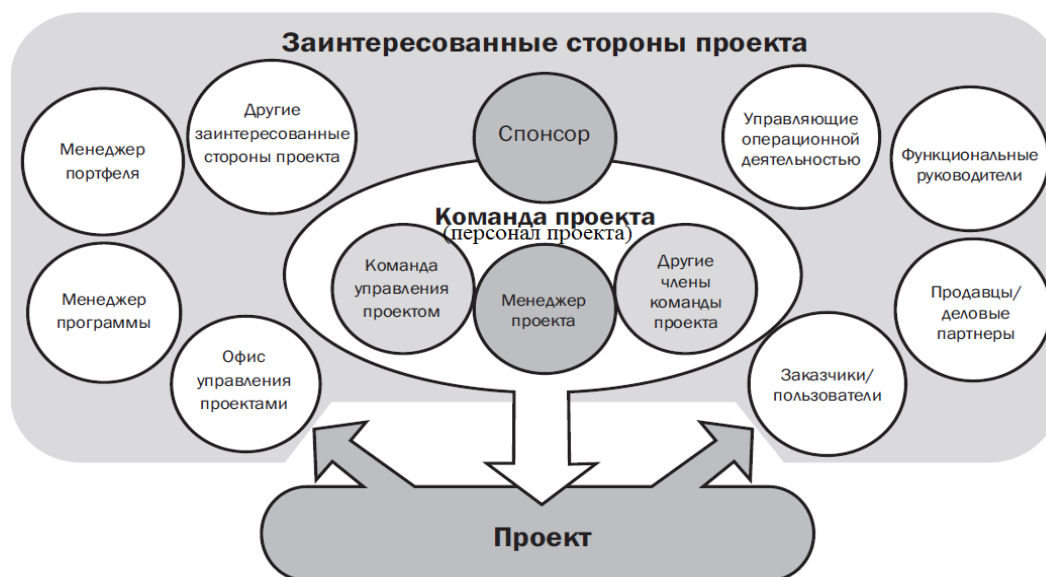 Заинтересованные стороны проекта
Менеджер
портфеля
Другие
заинтересованные
стороны проекта
Спонсор
Управляющие
операционной
деятельностью
Функциональные
руководители
Команда проекта
(персонал проекта)
Команда
управления
проектом
Менеджер
проекта
Другие
члены
команды
проекта
Менеджер
программы
Офис
управления
проектами
Продавцы/
деловые
партнеры
Заказчики/
пользователи
Проект